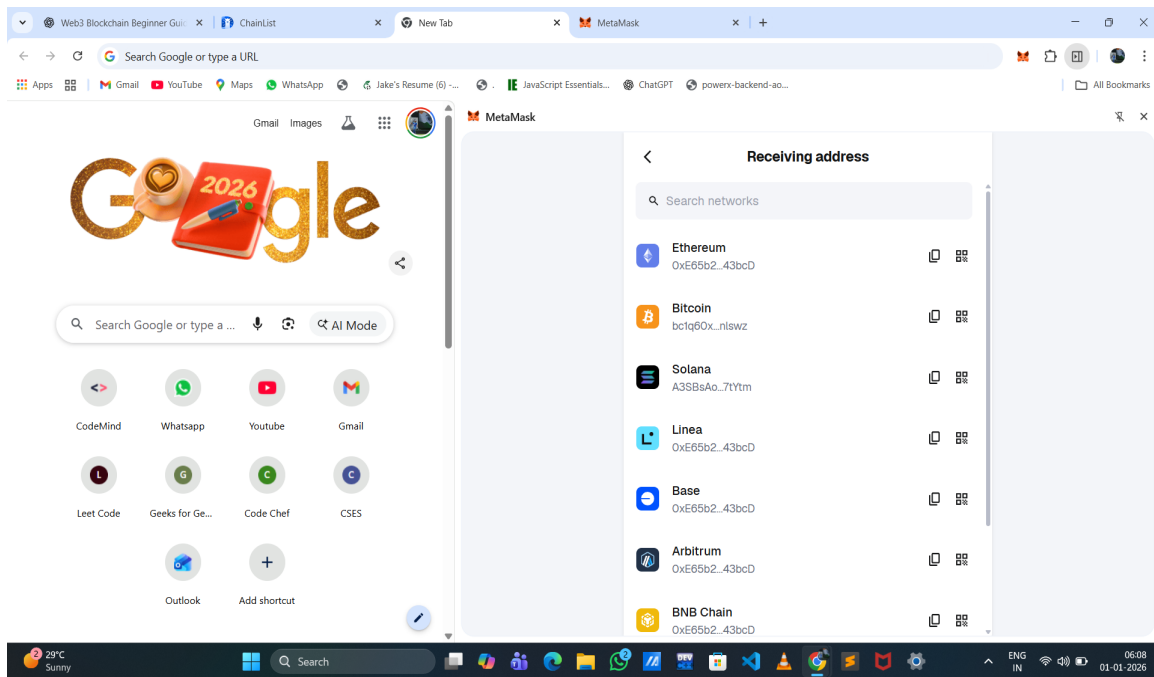 Web3 Blockchain Beginner Guid
ChainList
New Tab
MetaMask
Search Google or type a URL
Apps
Gmail
YouTube
Maps
WhatsApp
Jake's Resume (6) -...
.
JavaScript Essentials...
ChatGPT
powerx-backend-ao...
All Bookmarks
Gmail Images
2026
Google
Search Google or type a ...
AI Mode
CodeMind
Whatsapp
Youtube
Gmail
L
G
C
C
Leet Code
Geeks for Ge...
Code Chef
CSES
Outlook
Add shortcut
MetaMask
Receiving address
Search networks
Ethereum
0xE65b2...43bcD
Bitcoin
bc1q60x...nlswz
Solana
A3SBsAo...7tYtm
Linea
0xE65b2...43bcD
Base
0xE65b2...43bcD
Arbitrum
0xE65b2...43bcD
BNB Chain
0xE65b2...43bcD
2
29°C
Sunny
Search
2
DEV
ENG
IN
06:08
01-01-2026